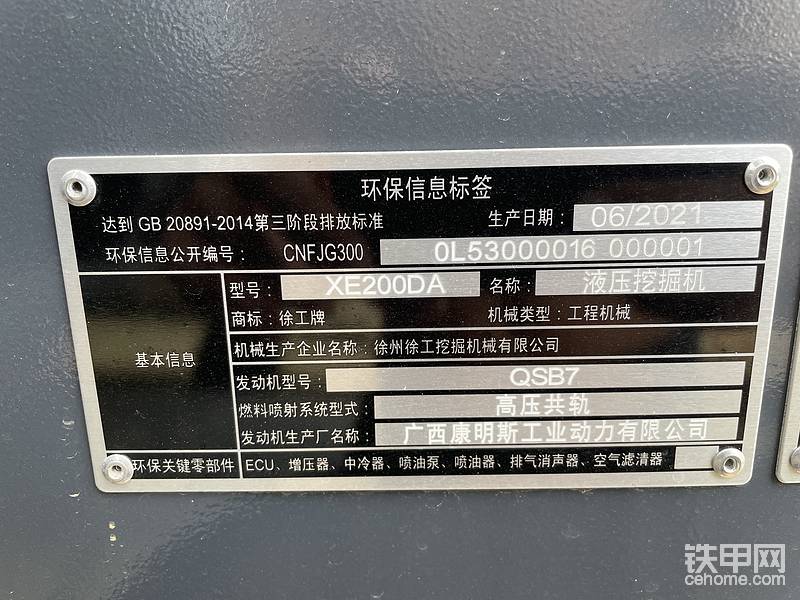 环保信息标签
达到 GB 20891-2014第三阶段排放标准 生产日期: 06/2021
环保信息公开编号: CNFJG300 0L53000016 000001
基本信息
型号: XE200DA 名称: 液压挖掘机
商标: 徐工牌 机械类型: 工程机械
机械生产企业名称: 徐州徐工挖掘机械有限公司
发动机型号: QSB7
燃料喷射系统型式: 高压共轨
发动机生产厂名称: 广西康明斯工业动力有限公司
环保关键零部件 ECU、增压器、中冷器、喷油泵、喷油器、排气消声器、空气滤清器
铁甲网
cehome.com